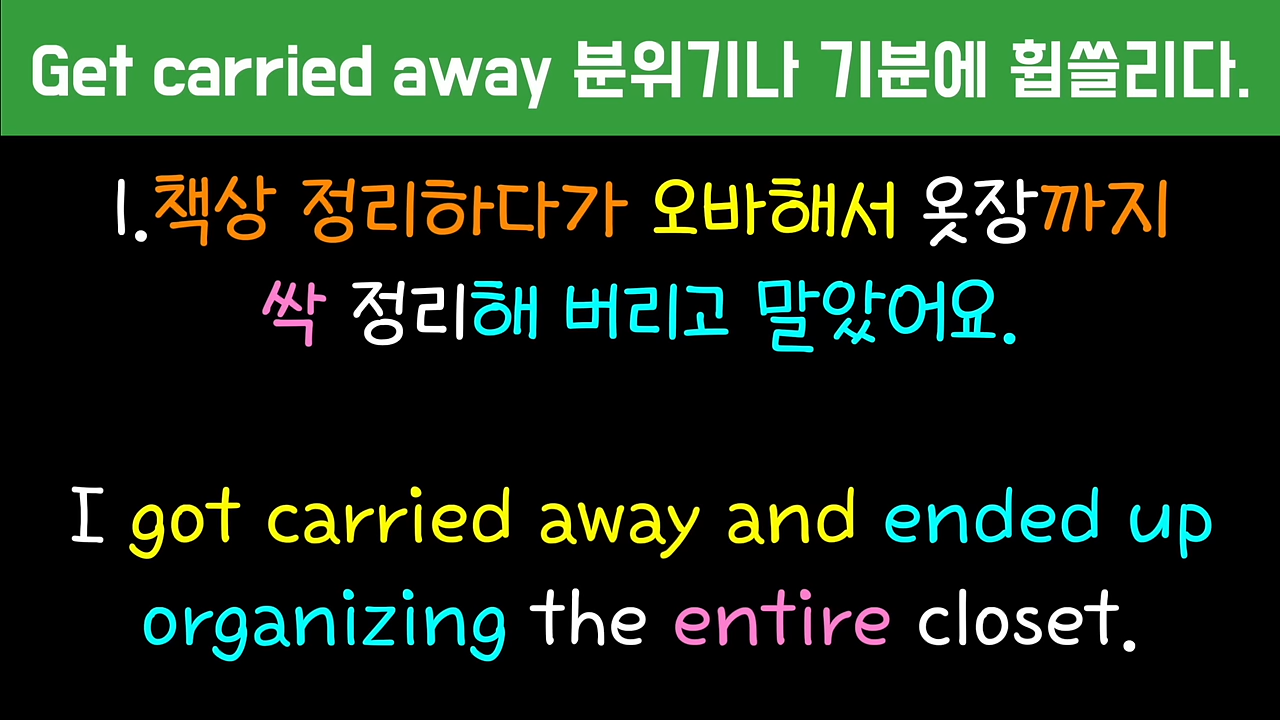 Get carried away 분위기나 기분에 휩쓸리다.
1.책상 정리하다가 오바해서 옷장까지
싹 정리해 버리고 말았어요.
I got carried away and ended up
organizing the entire closet.